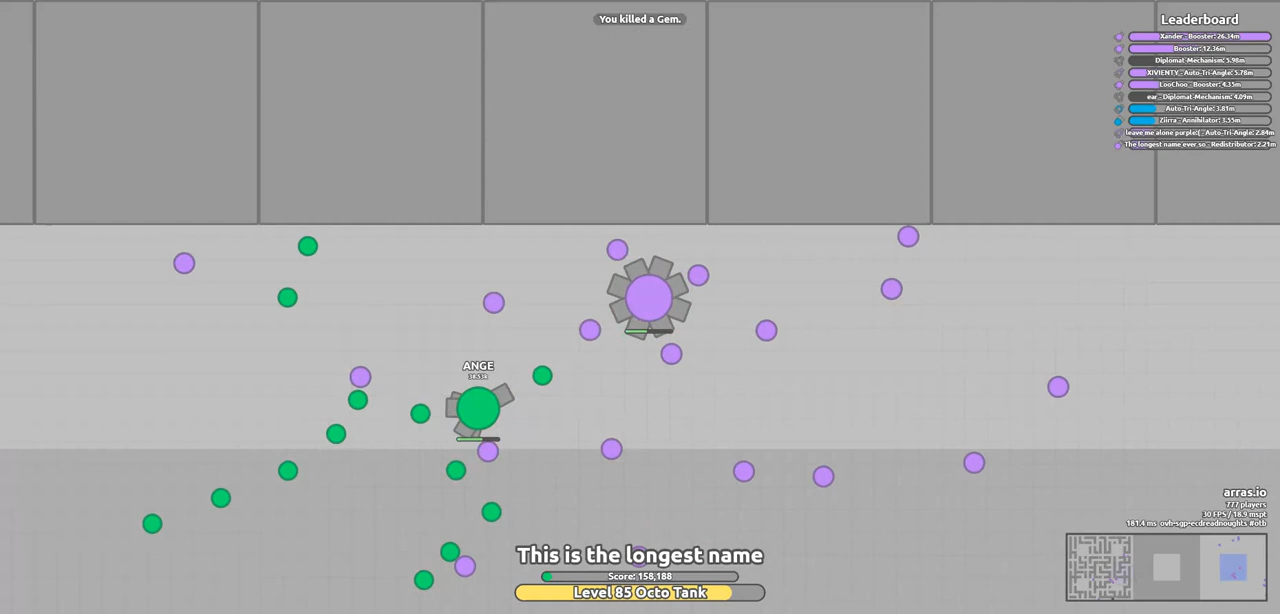 You killed a Gem.
Leaderboard
Xander - Booster: 26.34m
Booster: 12.36m
Diplomat-Mechanism: 5.98m
XIVIENTY - Auto-Tri-Angle: 5.78m
LooChoo - Booster: 4.35m
ear - Diplomat-Mechanism: 4.09m
Auto-Tri-Angle: 3.81m
Ziirra - Annihilator: 3.55m
leave me alone purple:( - Auto-Tri-Angle: 2.84m
The longest name ever so - Redistributor: 2.21m
ANGE
arras.io
777 players
30 FPS / 18.9 mspt
181.4 ms ovh-sgp-ecdreadnoughts #otb
This is the longest name
Score: 158,188
Level 85 Octo Tank